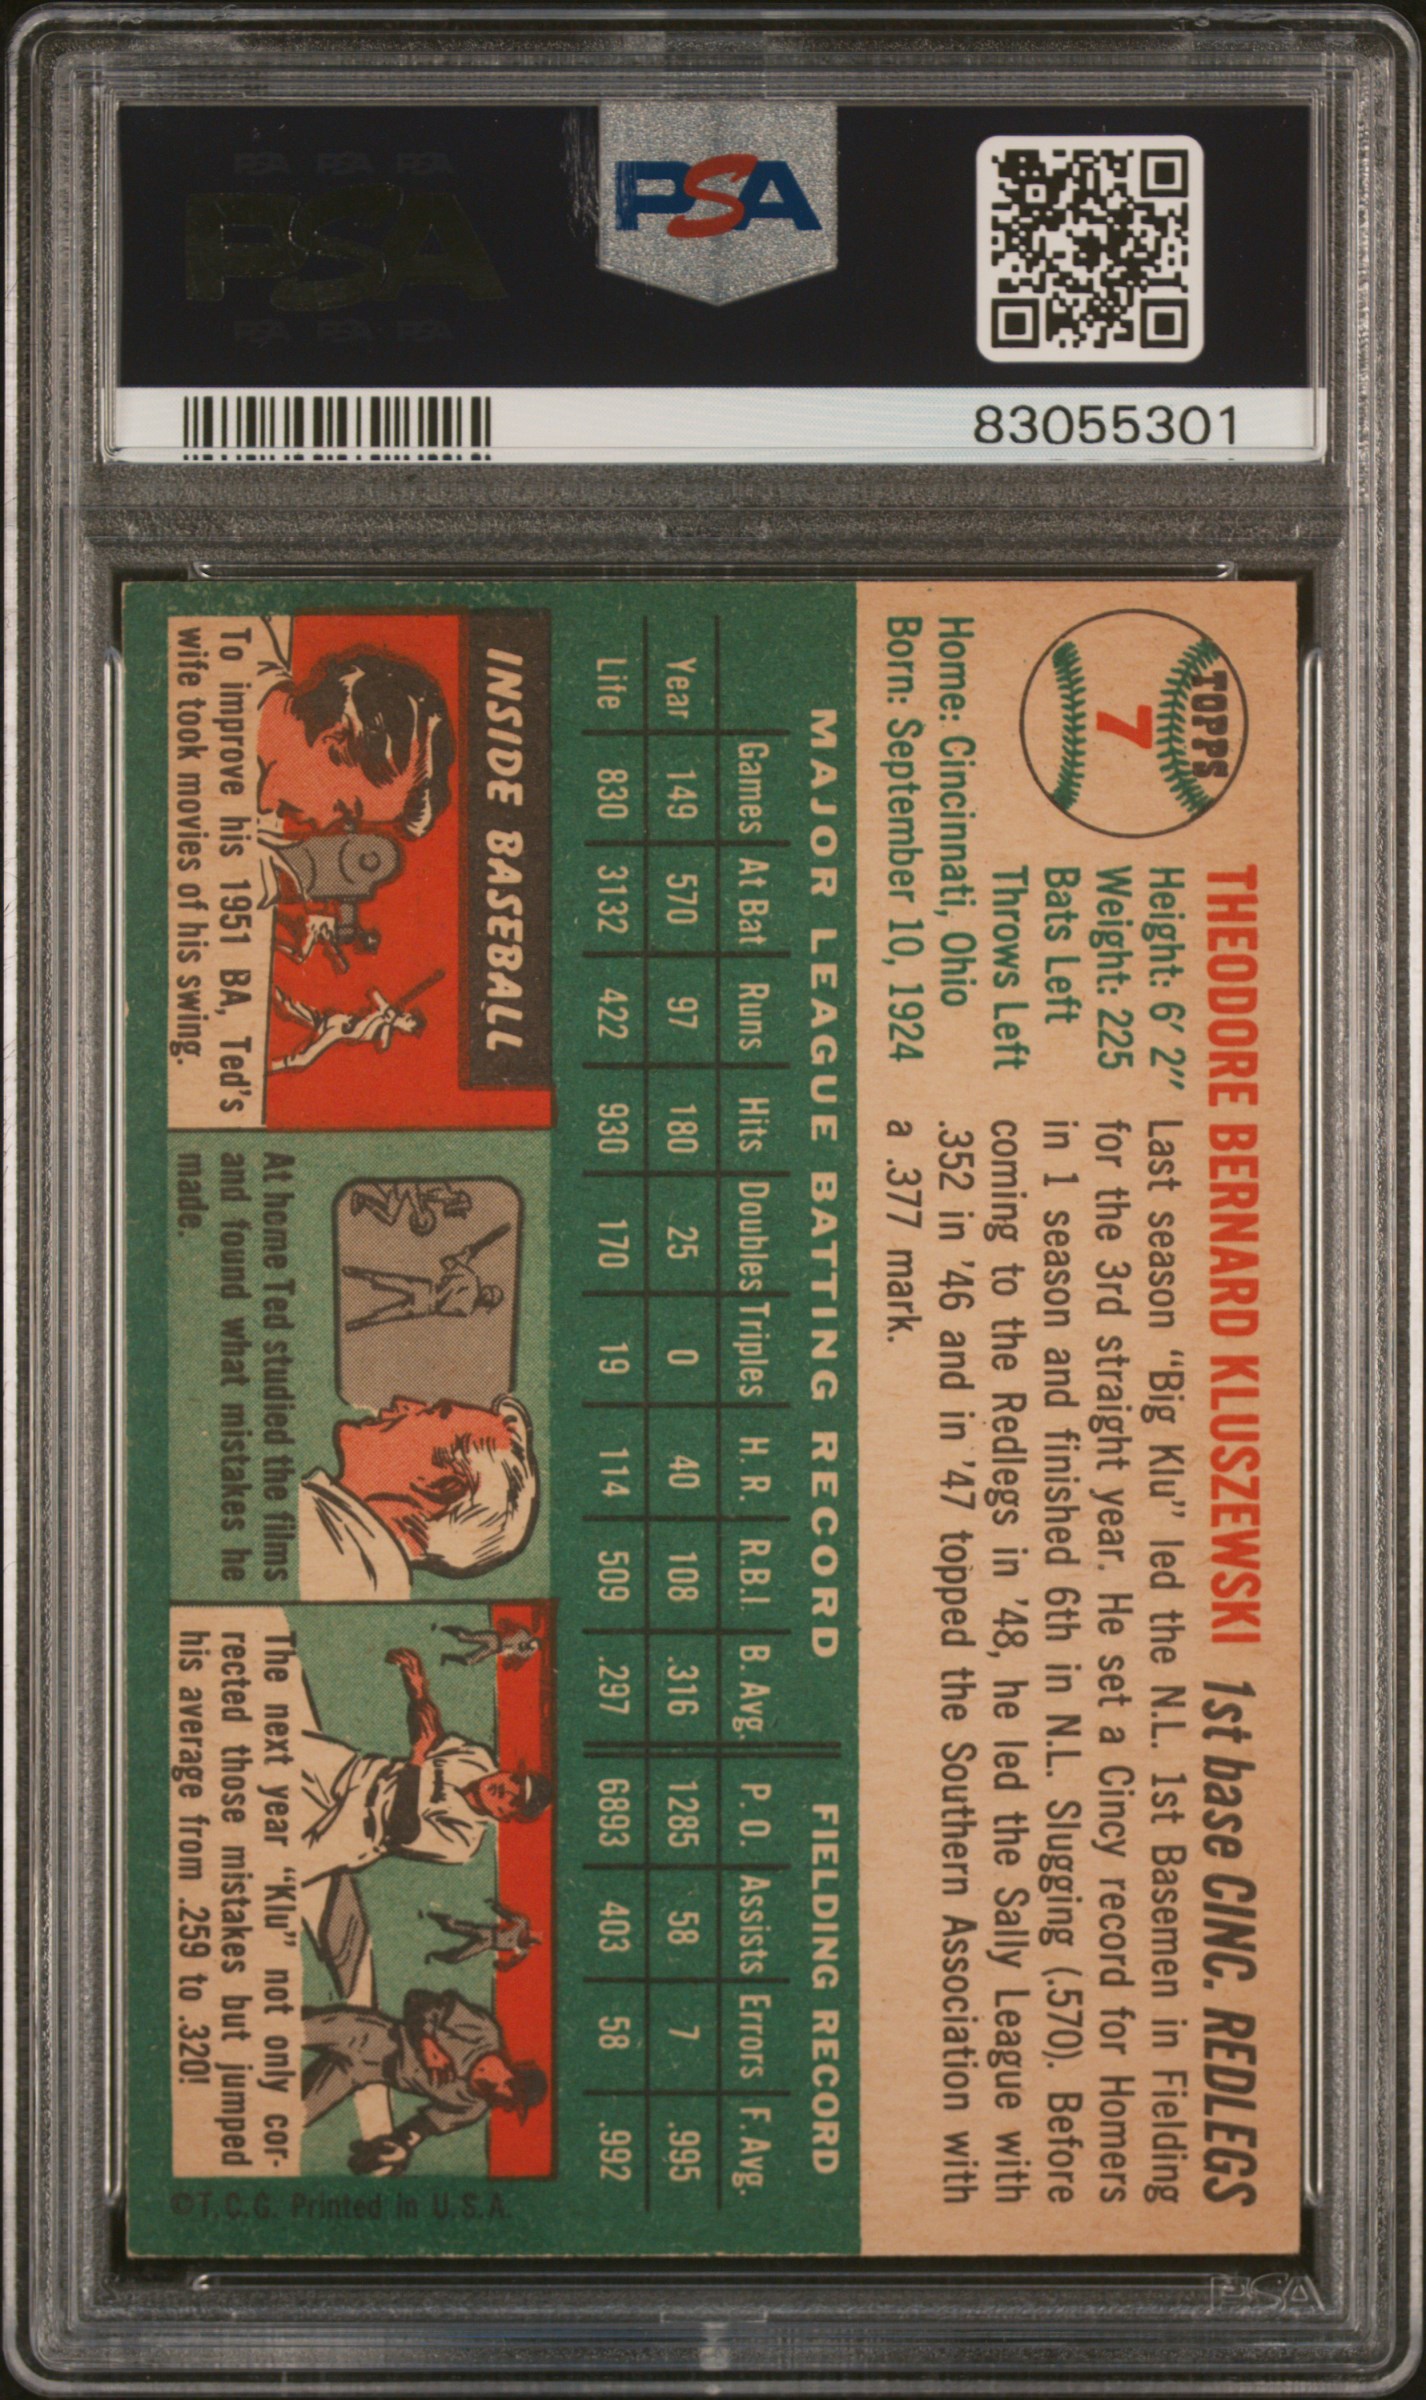 PSA PSA PSA
PSA
PSA PSA PSA
PSA
83055301
TOPPS
7
THEODORE BERNARD KLUSZEWSKI 1st base CINC. REDLEGS
Height: 6' 2"
Weight: 225
Bats Left
Throws Left
Home: Cincinnati, Ohio
Born: September 10, 1924
Last season "Big Klu" led the N.L. 1st Basemen in Fielding
for the 3rd straight year. He set a Cincy record for Homers
in 1 season and finished 6th in N.L. Slugging (.570). Before
coming to the Redlegs in '48, he led the Sally League with
.352 in '46 and in '47 topped the Southern Association with
a .377 mark.
MAJOR LEAGUE BATTING RECORD FIELDING RECORD
Games At Bat Runs Hits Doubles Triples H. R. R.B.I. B. Avg. P. O. Assists Errors F. Avg.
Year 149 570 97 180 25 0 40 108 .316 1285 58 7 .995
Life 830 3132 422 930 170 19 114 509 .297 6893 403 58 .992
INSIDE BASEBALL
To improve his 1951 BA, Ted's
wife took movies of his swing.
At home Ted studied the films
and found what mistakes he
made.
The next year "Klu" not only cor-
rected those mistakes but jumped
his average from .259 to .320!
©T.C.G. Printed in U.S.A.
PSA